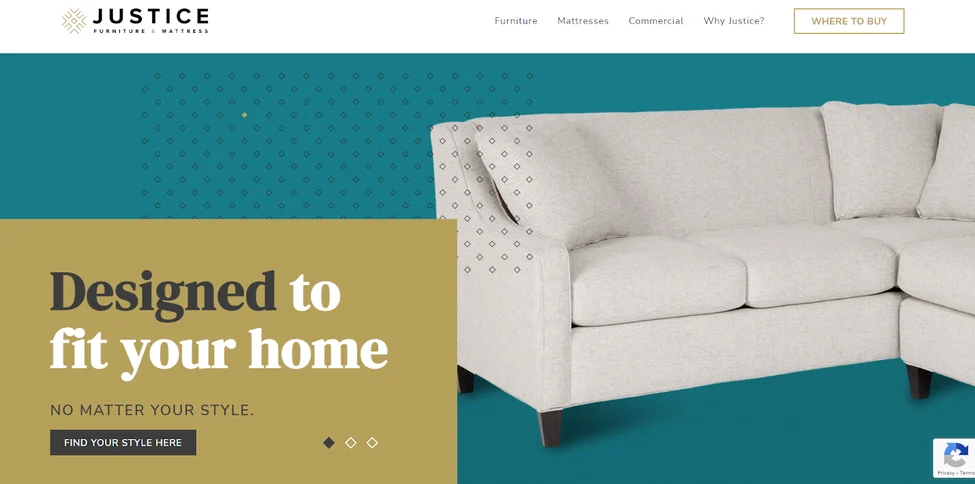 JUSTICE
FURNITURE & MATTRESS
Furniture Mattresses Commercial Why Justice? WHERE TO BUY
Designed to
fit your home
NO MATTER YOUR STYLE.
FIND YOUR STYLE HERE
Privacy - Terms